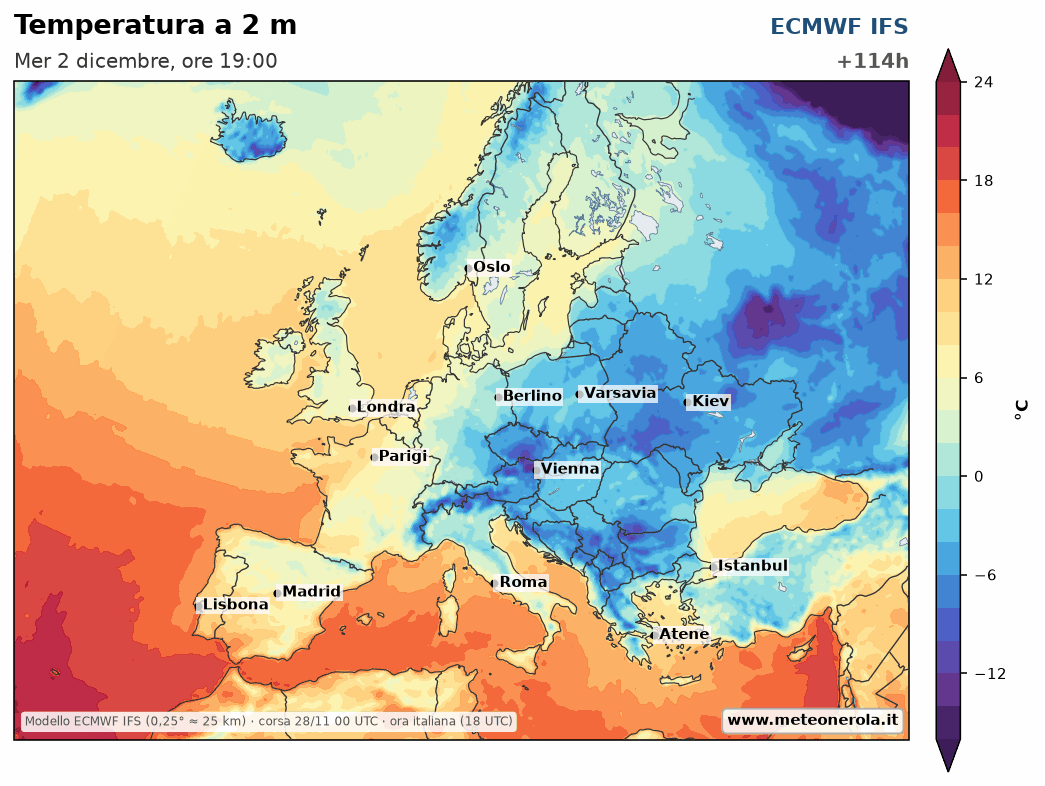 Temperatura a 2 m
ECMWF IFS
Mer 2 dicembre, ore 19:00
+114h
24
18
12
6
0
−6
−12
°C
Oslo
Berlino
Varsavia
Kiev
Londra
Parigi
Vienna
Istanbul
Roma
Madrid
Lisbona
Atene
Modello ECMWF IFS (0,25° ≈ 25 km) · corsa 28/11 00 UTC · ora italiana (18 UTC)
www.meteonerola.it